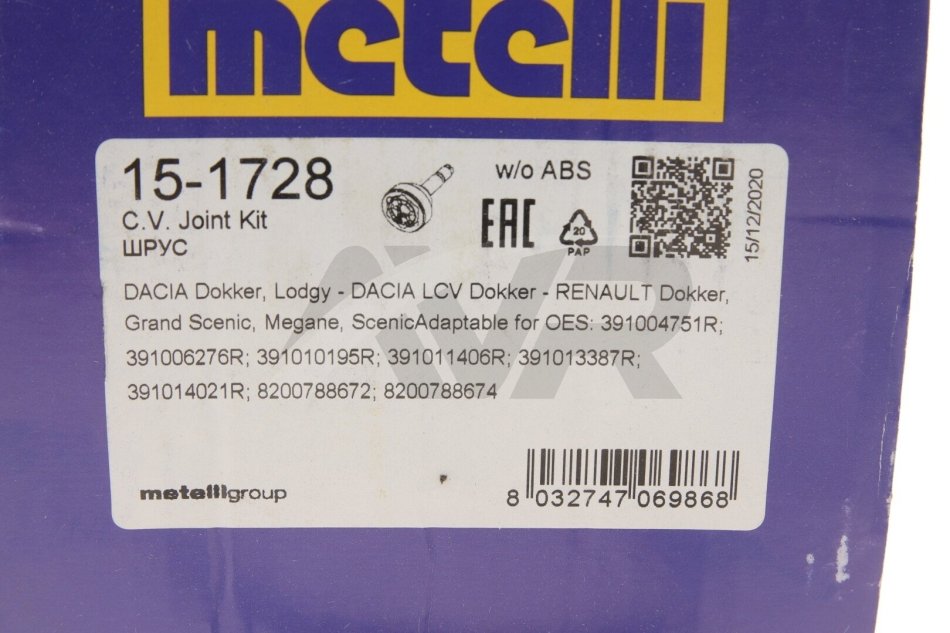 metelli
15-1728
C.V. Joint Kit
ШРУС
w/o ABS
EAC
20
PAP
15/12/2020
DACIA Dokker, Lodgy - DACIA LCV Dokker - RENAULT Dokker,
Grand Scenic, Megane, ScenicAdaptable for OES: 391004751R;
391006276R; 391010195R; 391011406R; 391013387R;
391014021R; 8200788672; 8200788674
metelligroup
8 032747 069868
AVR